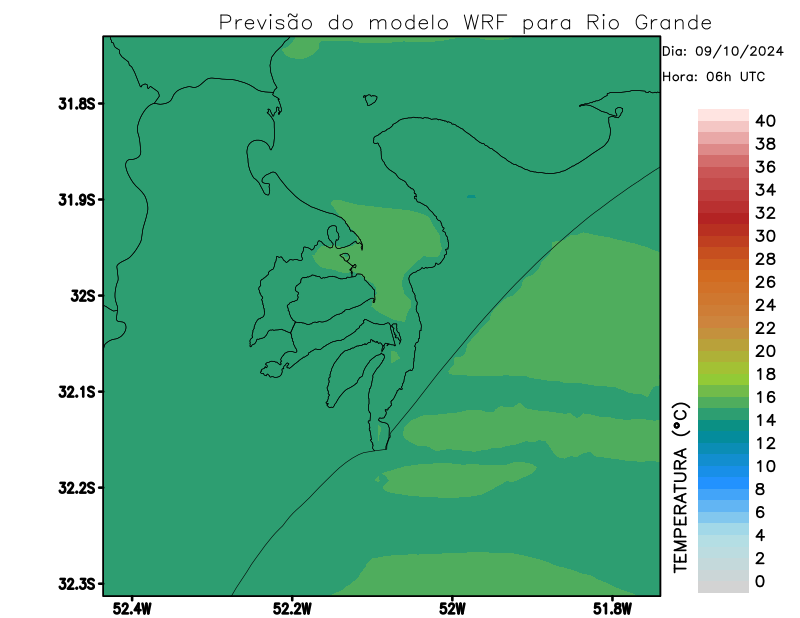 Previsão do modelo WRF para Rio Grande
Dia: 09/10/2024
Hora: 06h UTC
31.8S
31.9S
32S
32.1S
32.2S
32.3S
52.4W
52.2W
52W
51.8W
40
38
36
34
32
30
28
26
24
22
20
18
16
14
12
10
8
6
4
2
0
TEMPERATURA (°C)